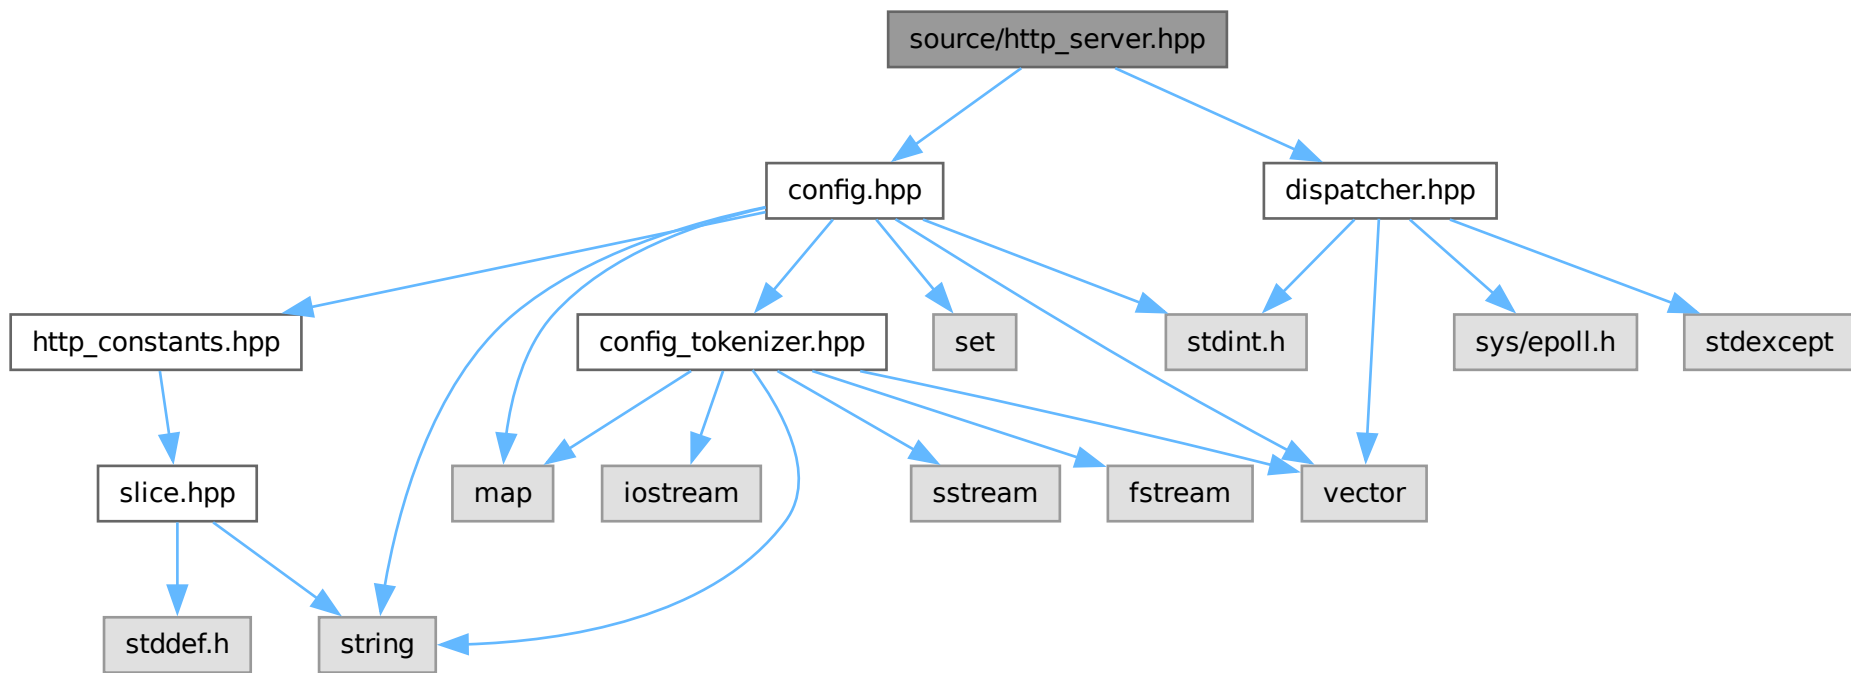 source/http_server.hpp
config.hpp
dispatcher.hpp
http_constants.hpp
config_tokenizer.hpp
set
stdint.h
sys/epoll.h
stdexcept
slice.hpp
map
iostream
sstream
fstream
vector
stddef.h
string